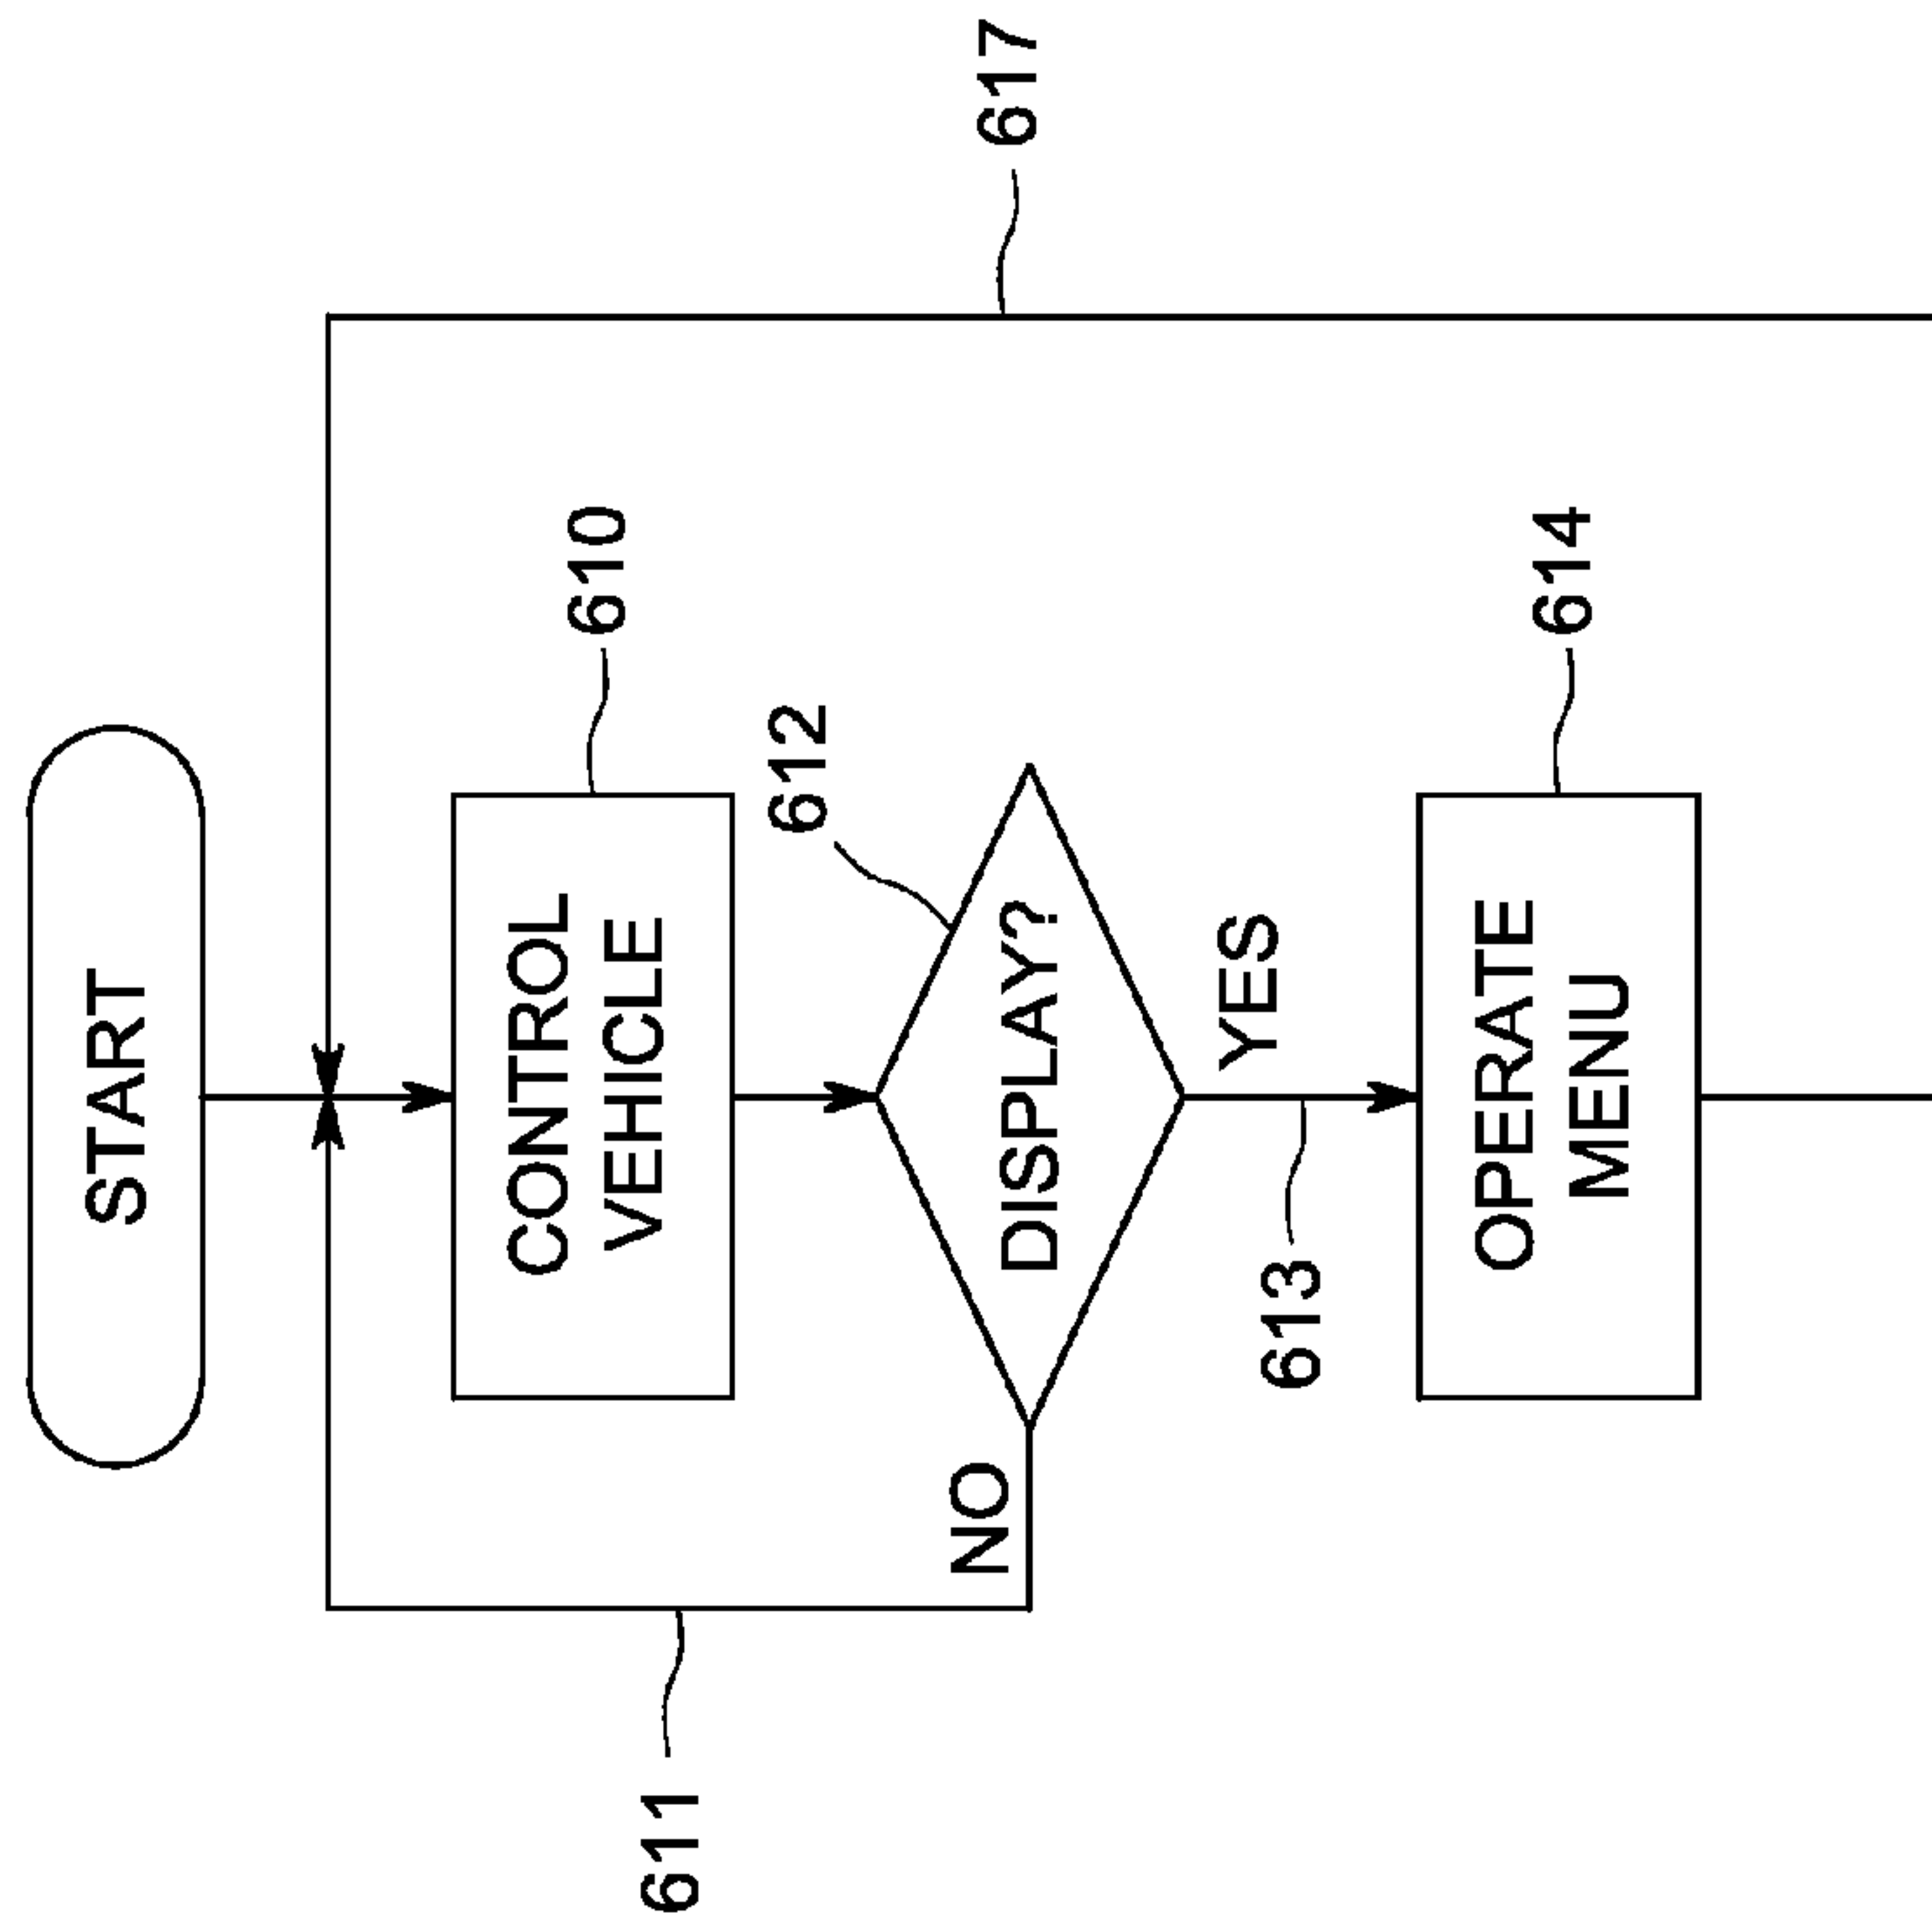 START
617
610
CONTROL
VEHICLE
612
DISPLAY?
NO
611
YES
613
614
OPERATE
MENU